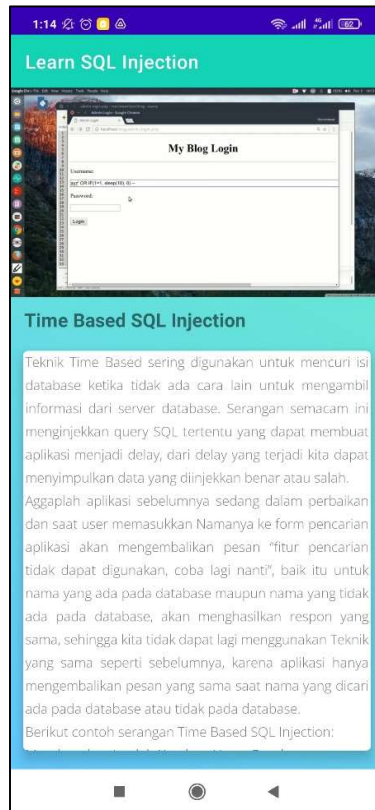 1:14
62
Learn SQL Injection
My Blog Login
Username:
Password:
Login
Time Based SQL Injection
Teknik Time Based sering digunakan untuk mencuri isi
database ketika tidak ada cara lain untuk mengambil
informasi dari server database. Serangan semacam ini
menginjekkan query SQL tertentu yang dapat membuat
aplikasi menjadi delay, dari delay yang terjadi kita dapat
menyimpulkan data yang diinjekkan benar atau salah.
Aggaplah aplikasi sebelumnya sedang dalam perbaikan
dan saat user memasukkan Namanya ke form pencarian
aplikasi akan mengembalikan pesan “fitur pencarian
tidak dapat digunakan, coba lagi nanti”, baik itu untuk
nama yang ada pada database maupun nama yang tidak
ada pada database, akan menghasilkan respon yang
sama, sehingga kita tidak dapat lagi menggunakan Teknik
yang sama seperti sebelumnya, karena aplikasi hanya
mengembalikan pesan yang sama saat nama yang dicari
ada pada database atau tidak pada database.
Berikut contoh serangan Time Based SQL Injection: